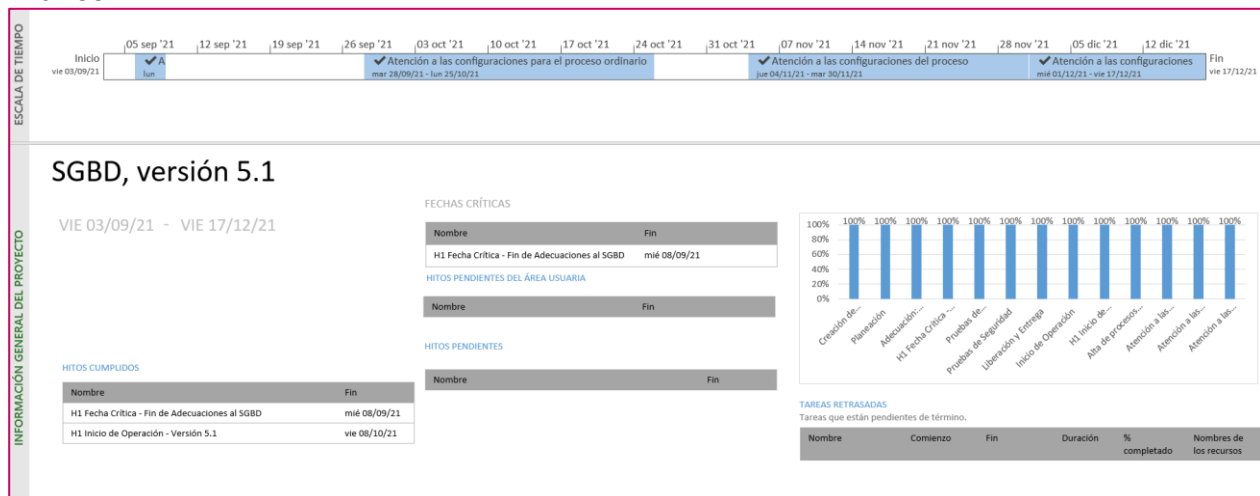 ESCALA DE TIEMPO
05 sep '21 12 sep '21 19 sep '21 26 sep '21 03 oct '21 10 oct '21 17 oct '21 24 oct '21 31 oct '21 07 nov '21 14 nov '21 21 nov '21 28 nov '21 05 dic '21 12 dic '21
Inicio
vie 03/09/21
A
lun
Atención a las configuraciones para el proceso ordinario
mar 28/09/21 - lun 25/10/21
Atención a las configuraciones del proceso
jue 04/11/21 - mar 30/11/21
Atención a las configuraciones
mié 01/12/21 - vie 17/12/21
Fin
vie 17/12/21
INFORMACIÓN GENERAL DEL PROYECTO
SGBD, versión 5.1
VIE 03/09/21 - VIE 17/12/21
HITOS CUMPLIDOS
Nombre Fin
H1 Fecha Crítica - Fin de Adecuaciones al SGBD mié 08/09/21
H1 Inicio de Operación - Versión 5.1 vie 08/10/21
FECHAS CRÍTICAS
Nombre Fin
H1 Fecha Crítica - Fin de Adecuaciones al SGBD mié 08/09/21
HITOS PENDIENTES DEL ÁREA USUARIA
Nombre Fin
HITOS PENDIENTES
Nombre Fin
100% 100% 100% 100% 100% 100% 100% 100% 100% 100% 100% 100% 100%
100%
80%
60%
40%
20%
0%
Creación de...
Planeación
Adecuación:...
H1 Fecha Crítica -...
Pruebas de...
Pruebas de Seguridad
Liberación y Entrega
Inicio de Operación
H1 Inicio de...
Alta de procesos...
Atención a las...
Atención a las...
Atención a las...
TAREAS RETRASADAS
Tareas que están pendientes de término.
Nombre Comienzo Fin Duración % completado Nombres de los recursos